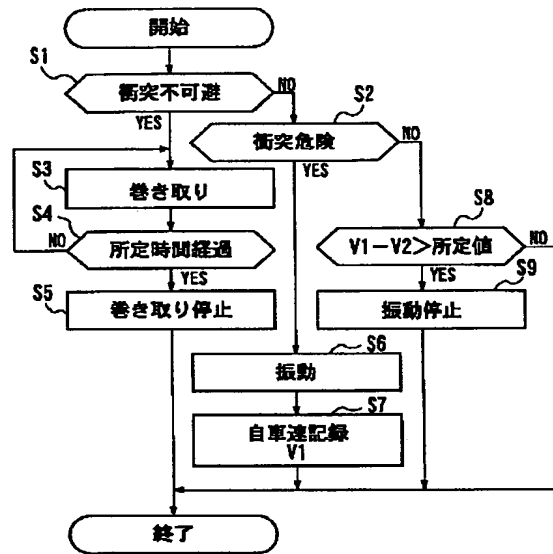 開始
S1
衝突不可避
NO
S2
YES
衝突危険
NO
S3
YES
巻き取り
S4
S8
NO
所定時間経過
V1-V2>所定値
NO
YES
YES
S5
S9
巻き取り停止
振動停止
S6
振動
S7
自車速記録
V1
終了